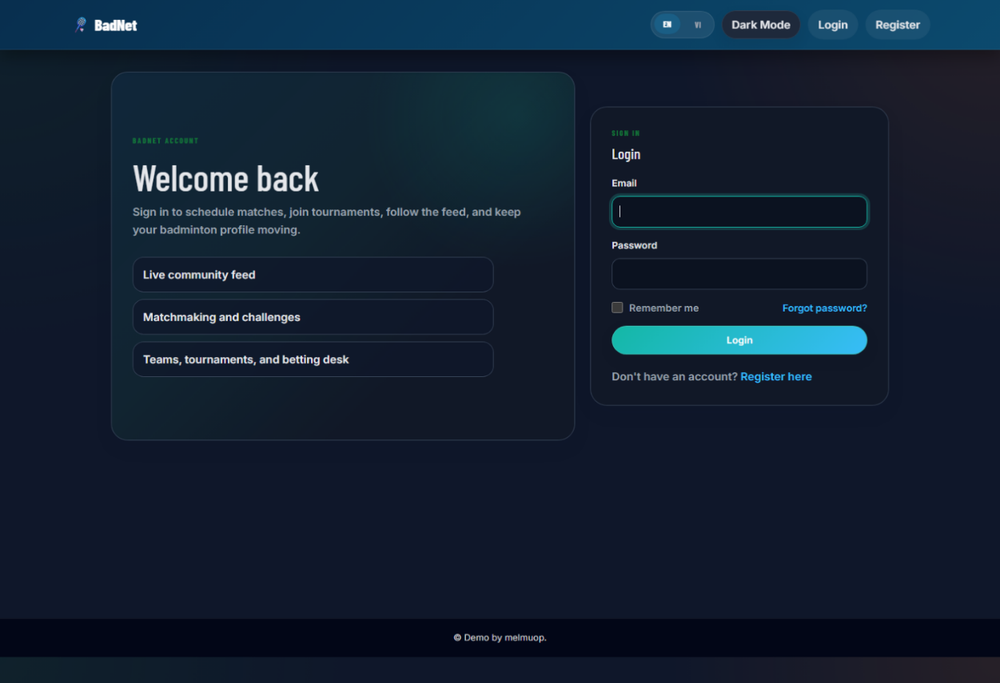 BadNet
EN VI Dark Mode Login Register
BADNET ACCOUNT
Welcome back
Sign in to schedule matches, join tournaments, follow the feed, and keep
your badminton profile moving.
Live community feed
Matchmaking and challenges
Teams, tournaments, and betting desk
SIGN IN
Login
Email
Password
Remember me Forgot password?
Login
Don't have an account? Register here
© Demo by melmuop.